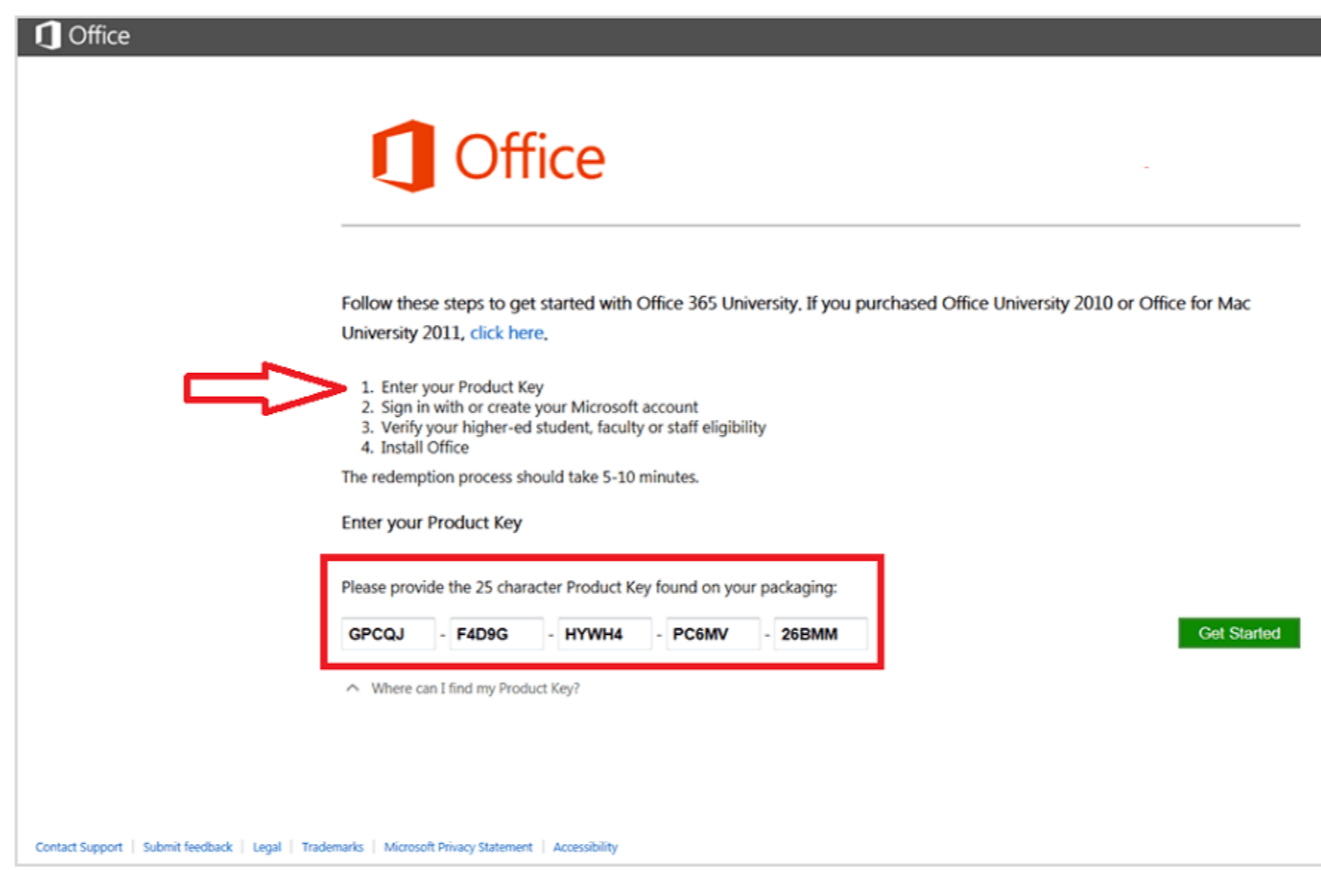 Office
Office
Follow these steps to get started with Office 365 University. If you purchased Office University 2010 or Office for Mac
University 2011, click here.
1. Enter your Product Key
2. Sign in with or create your Microsoft account
3. Verify your higher-ed student, faculty or staff eligibility
4. Install Office
The redemption process should take 5-10 minutes.
Enter your Product Key
Please provide the 25 character Product Key found on your packaging:
GPCQJ - F4D9G - HYWH4 - PC6MV - 26BMM
Get Started
Where can I find my Product Key?
Contact Support | Submit feedback | Legal | Trademarks | Microsoft Privacy Statement | Accessibility